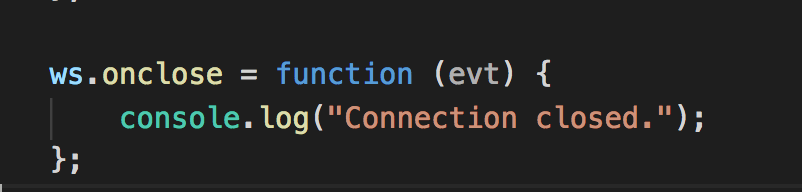 ws.onclose = function (evt) {
    console.log("Connection closed.");
};